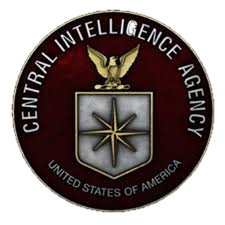 CENTRAL INTELLIGENCE AGENCY
UNITED STATES OF AMERICA